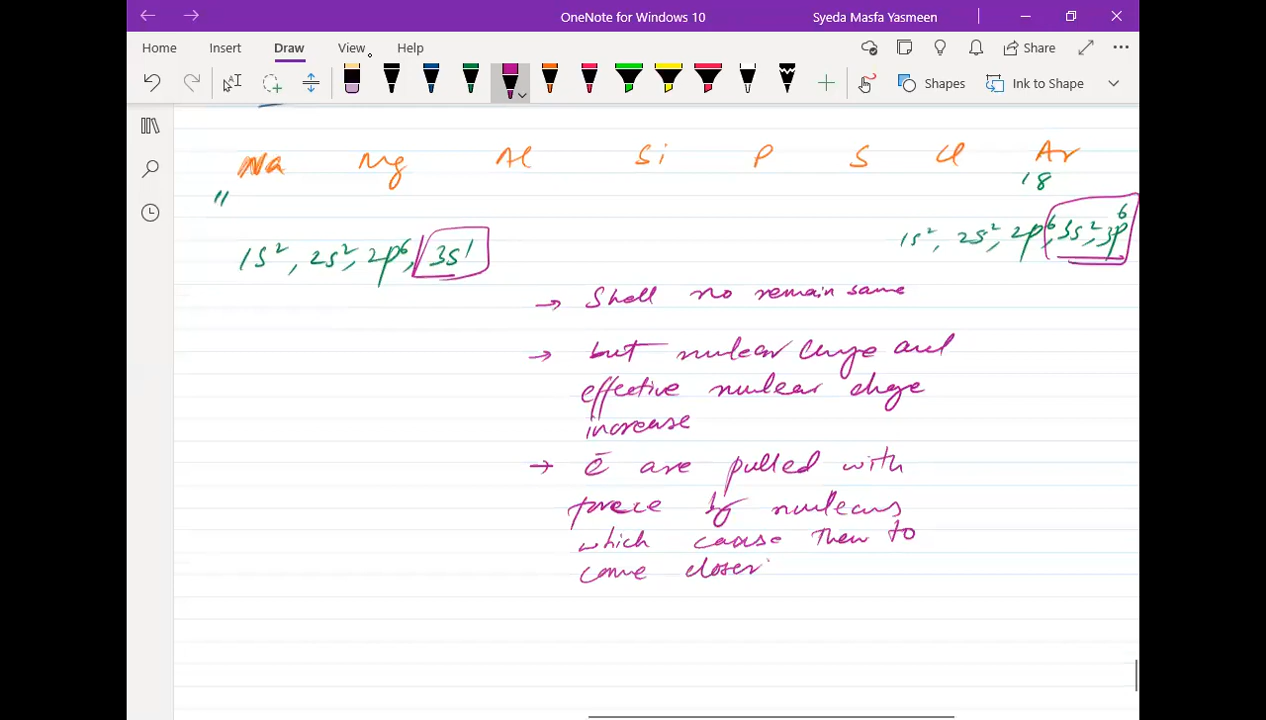 OneNote for Windows 10
Syeda Masfa Yasmeen
Home Insert Draw View Help
Share
Shapes
Ink to Shape
Na Mg Al Si P S Cl Ar
11
18
1s², 2s², 2p⁶, 3s¹
1s², 2s², 2p⁶, 3s², 3p⁶
→ Shell no remain same
→ but nuclear charge and
effective nuclear charge
increase
→ ē are pulled with
force by nucleus
which cause them to
come closer